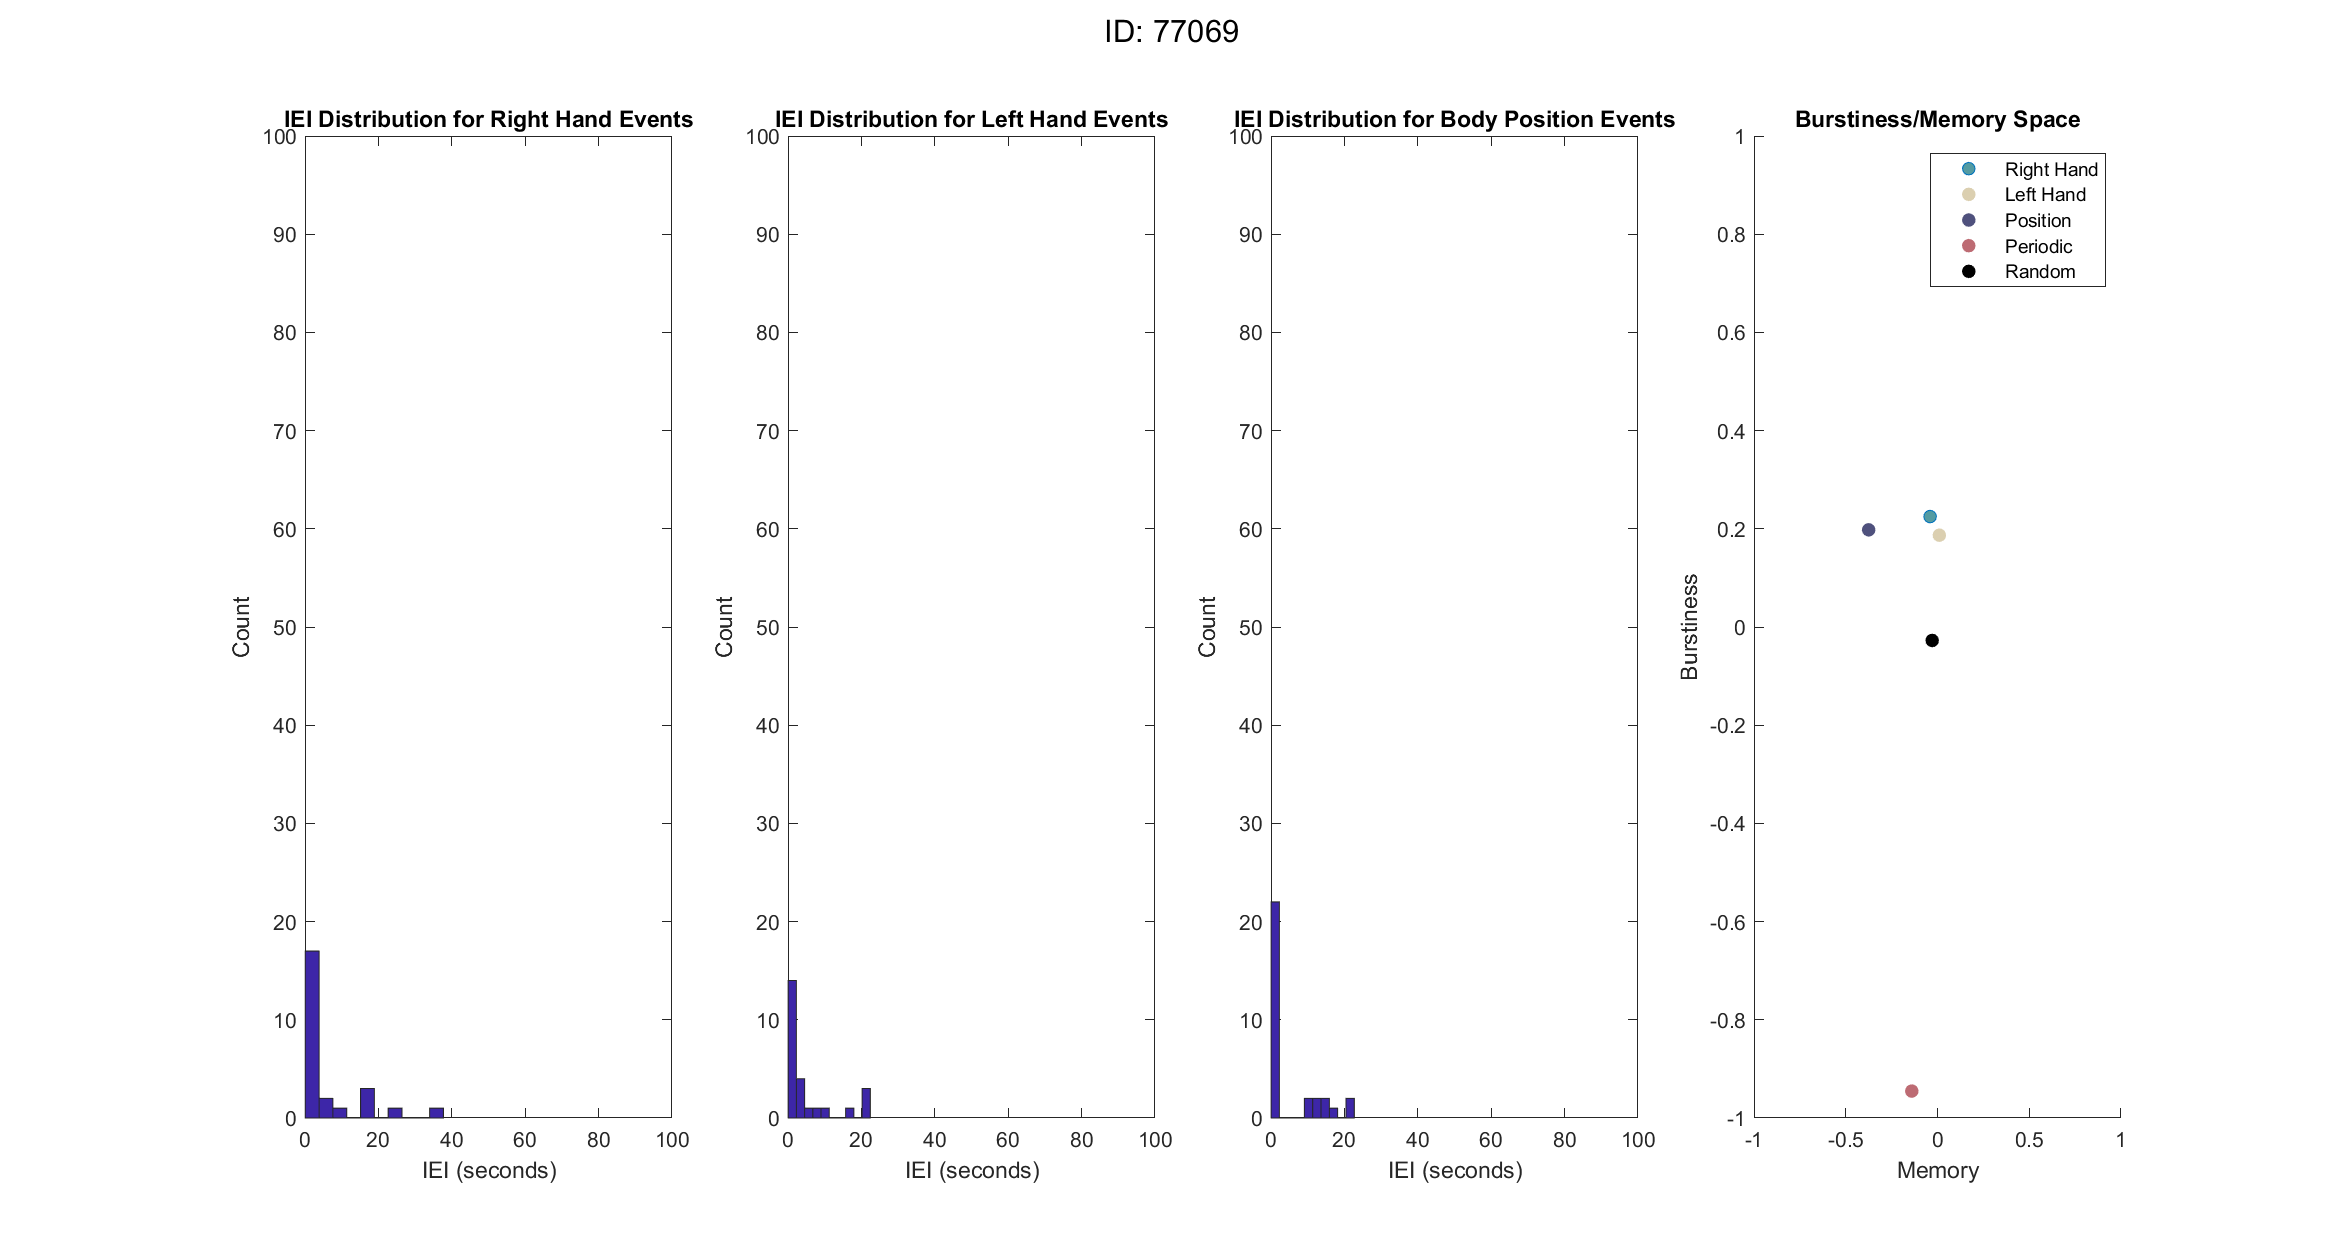 ID: 77069
IEI Distribution for Right Hand Events
100
90
80
70
60
50
40
30
20
10
0
Count
0 20 40 60 80 100
IEI (seconds)
IEI Distribution for Left Hand Events
100
90
80
70
60
50
40
30
20
10
0
Count
0 20 40 60 80 100
IEI (seconds)
IEI Distribution for Body Position Events
100
90
80
70
60
50
40
30
20
10
0
Count
0 20 40 60 80 100
IEI (seconds)
Burstiness/Memory Space
1
0.8
0.6
0.4
0.2
0
-0.2
-0.4
-0.6
-0.8
-1
Burstiness
Right Hand
Left Hand
Position
Periodic
Random
-1 -0.5 0 0.5 1
Memory